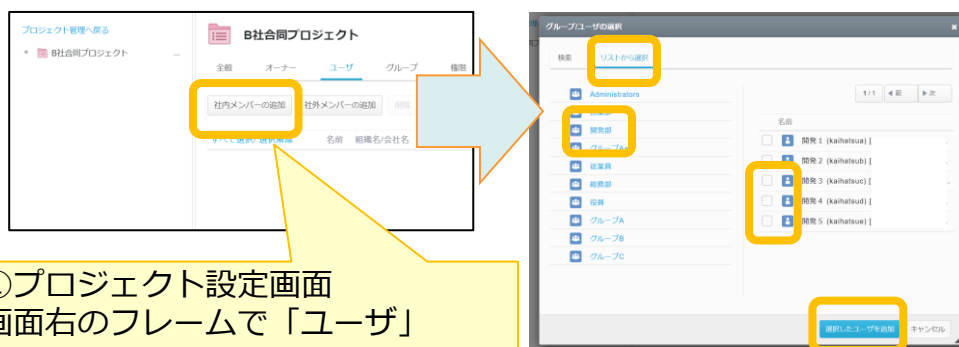 プロジェクト管理へ戻る
B社合同プロジェクト
B社合同プロジェクト
全般 オーナー ユーザ グループ 権限
社内メンバーの追加 社外メンバーの追加 削除
すべて選択/選択解除 名前 組織名/会社名
プロジェクト設定画面
画面右のフレームで「ユーザ」
グループ/ユーザの選択
検索 リストから選択
1/1 前 次
Administrators
開発部
従業員
総務部
役員
グループA
グループB
グループC
名前
開発1 (kaihatsua) [
開発2 (kaihatsub) [
開発3 (kaihatsuc) [
開発4 (kaihatsud) [
開発5 (kaihatsue) [
選択したユーザを追加 キャンセル